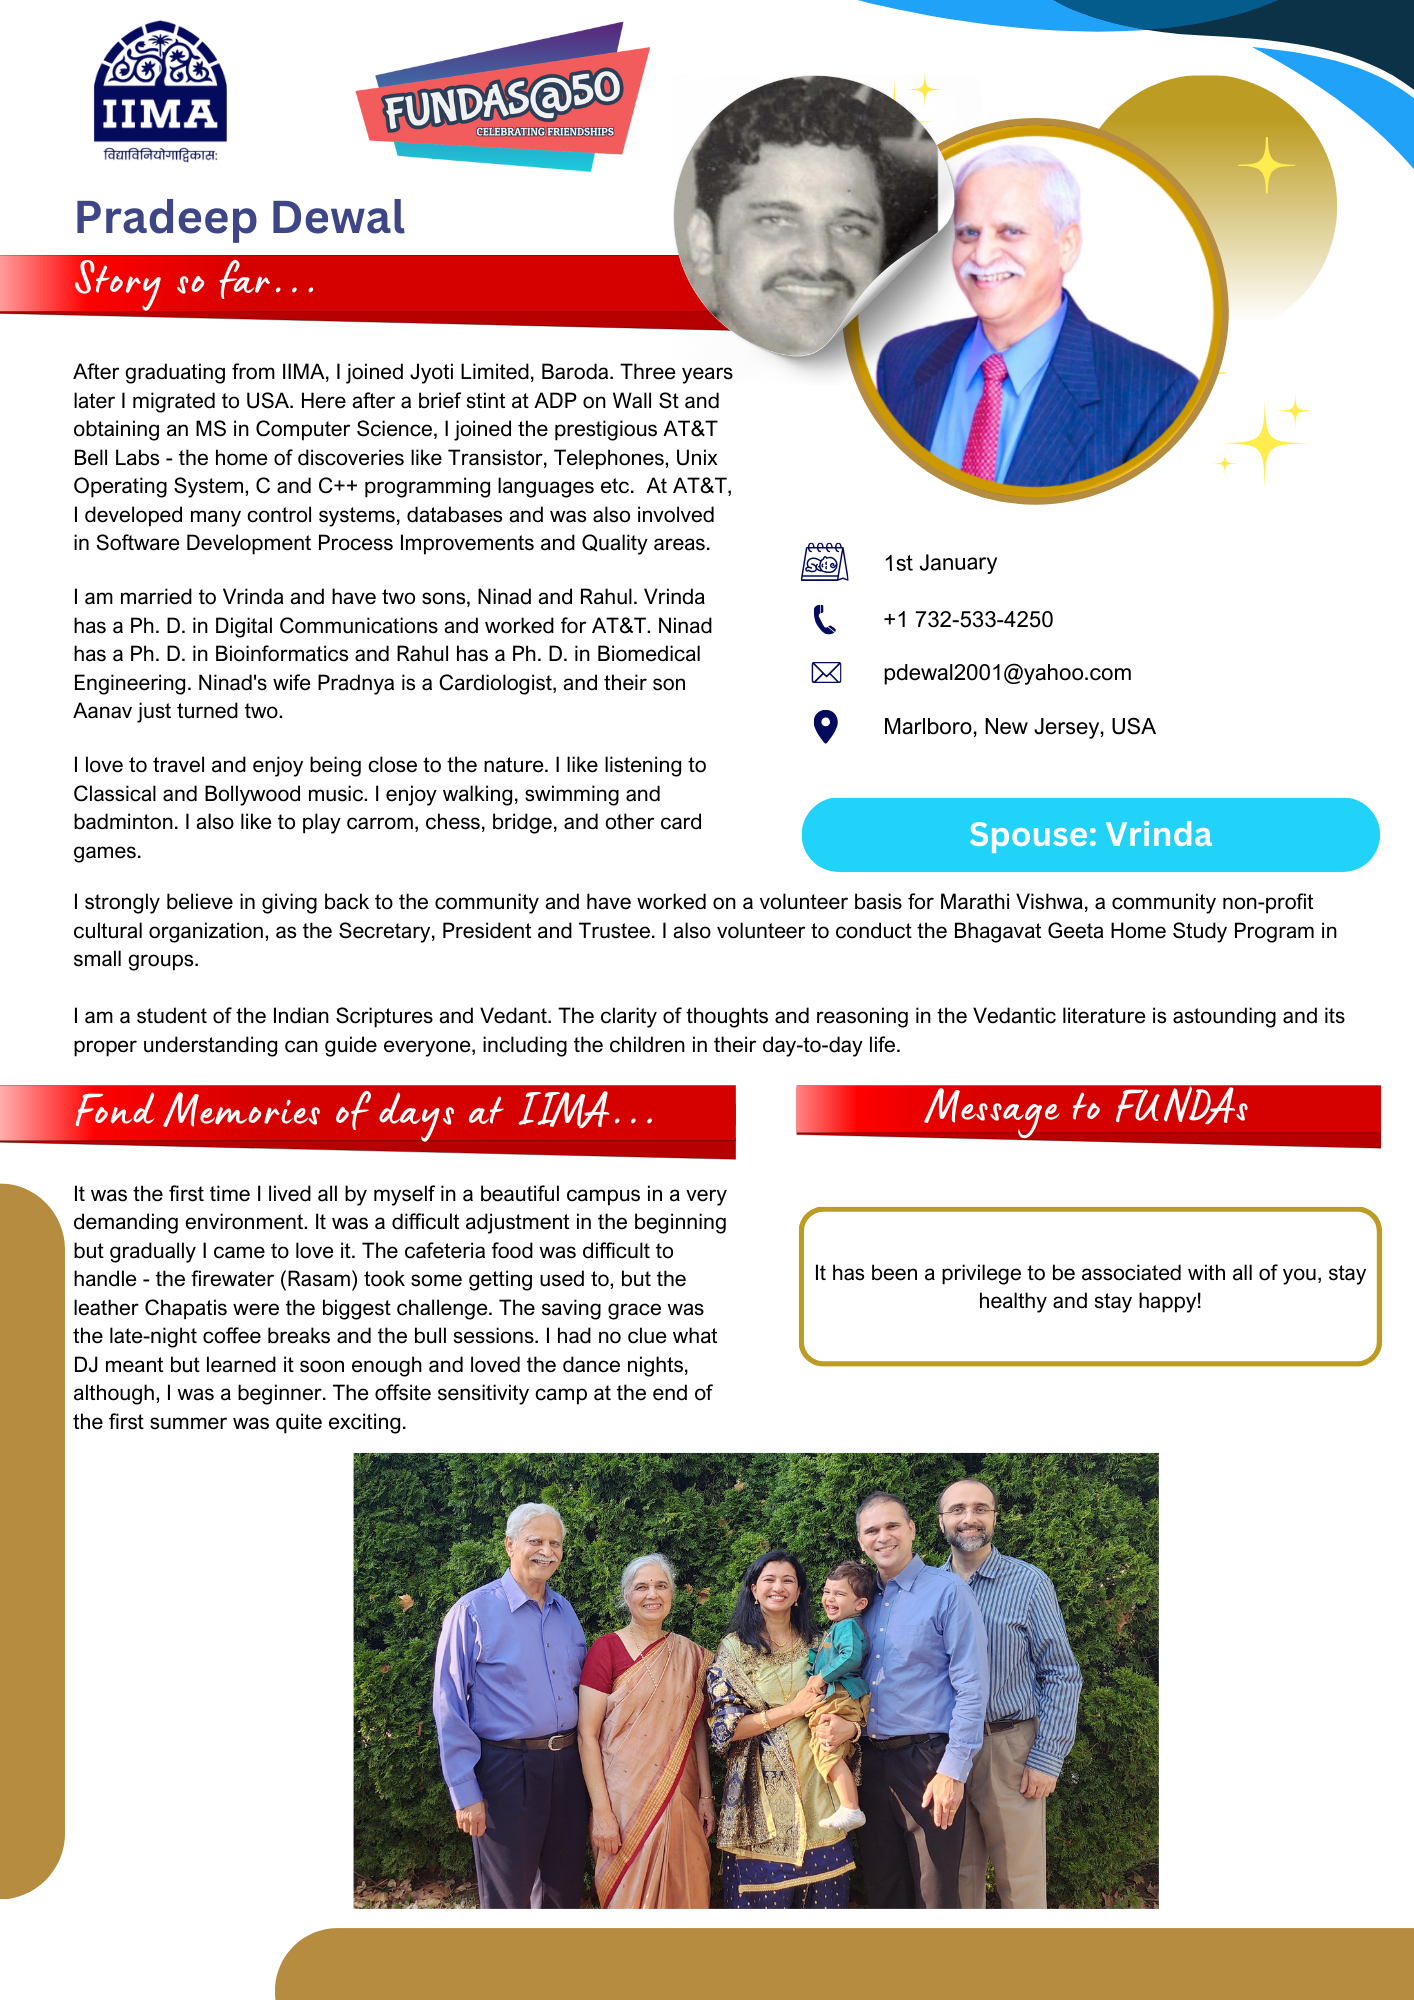 IIMA
विद्याविनियोगाद्विकास:
FUNDAS@50
CELEBRATING FRIENDSHIPS
Pradeep Dewal
Story so far...
After graduating from IIMA, I joined Jyoti Limited, Baroda. Three years
later I migrated to USA. Here after a brief stint at ADP on Wall St and
obtaining an MS in Computer Science, I joined the prestigious AT&T
Bell Labs - the home of discoveries like Transistor, Telephones, Unix
Operating System, C and C++ programming languages etc.  At AT&T,
I developed many control systems, databases and was also involved
in Software Development Process Improvements and Quality areas.
I am married to Vrinda and have two sons, Ninad and Rahul. Vrinda
has a Ph. D. in Digital Communications and worked for AT&T. Ninad
has a Ph. D. in Bioinformatics and Rahul has a Ph. D. in Biomedical
Engineering. Ninad's wife Pradnya is a Cardiologist, and their son
Aanav just turned two.
I love to travel and enjoy being close to the nature. I like listening to
Classical and Bollywood music. I enjoy walking, swimming and
badminton. I also like to play carrom, chess, bridge, and other card
games.
1st January
+1 732-533-4250
pdewal2001@yahoo.com
Marlboro, New Jersey, USA
Spouse: Vrinda
I strongly believe in giving back to the community and have worked on a volunteer basis for Marathi Vishwa, a community non-profit
cultural organization, as the Secretary, President and Trustee. I also volunteer to conduct the Bhagavat Geeta Home Study Program in
small groups.
I am a student of the Indian Scriptures and Vedant. The clarity of thoughts and reasoning in the Vedantic literature is astounding and its
proper understanding can guide everyone, including the children in their day-to-day life.
Fond Memories of days at IIMA...
It was the first time I lived all by myself in a beautiful campus in a very
demanding environment. It was a difficult adjustment in the beginning
but gradually I came to love it. The cafeteria food was difficult to
handle - the firewater (Rasam) took some getting used to, but the
leather Chapatis were the biggest challenge. The saving grace was
the late-night coffee breaks and the bull sessions. I had no clue what
DJ meant but learned it soon enough and loved the dance nights,
although, I was a beginner. The offsite sensitivity camp at the end of
the first summer was quite exciting.
Message to FUNDAs
It has been a privilege to be associated with all of you, stay
healthy and stay happy!